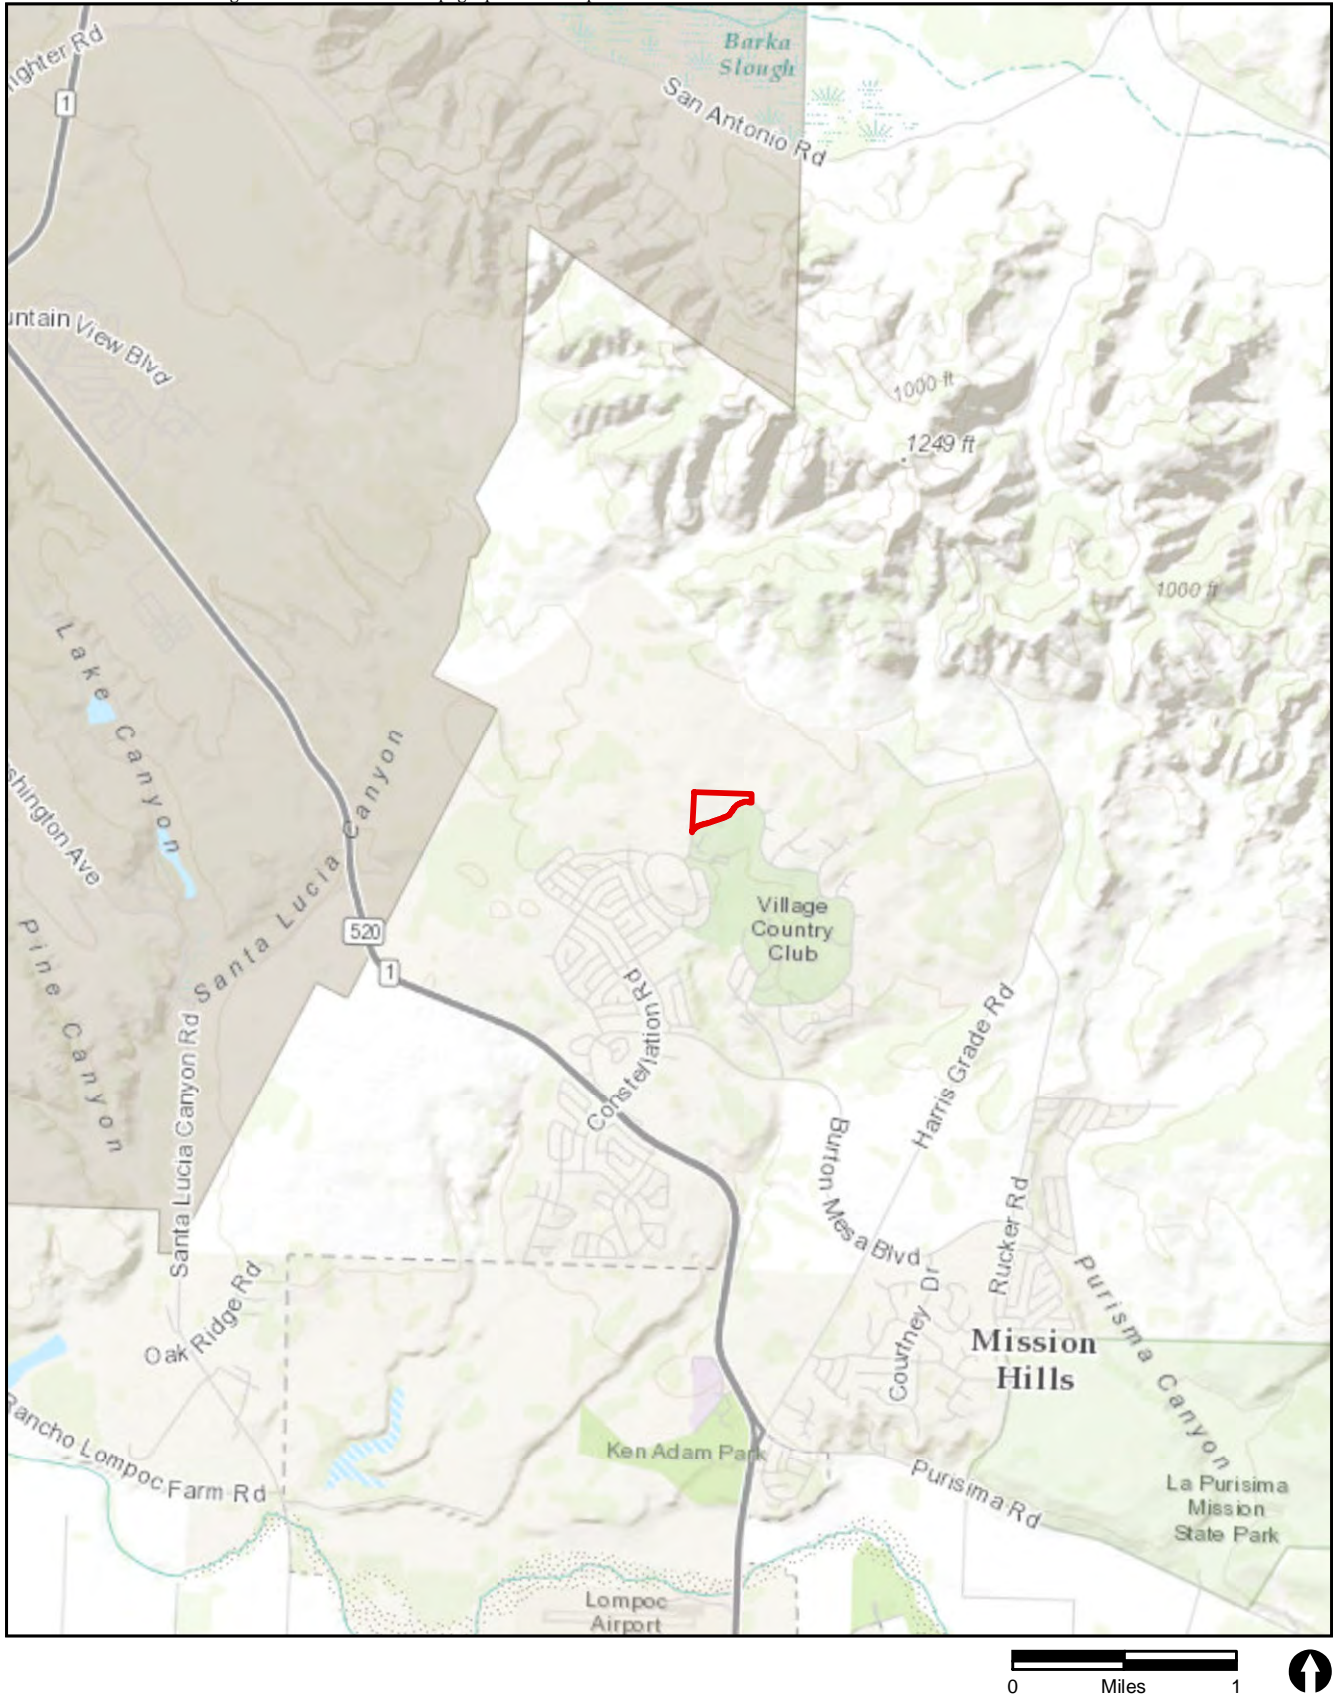 Barka
Slough
ighter Rd
1
San Antonio Rd
untain View Blvd
1000 ft
1249 ft
1000 ft
Lake Canyon
Santa Lucia Canyon
shington Ave
Village
Country
Club
520
1
Pine Canyon
Constellation Rd
Harris Grade Rd
Santa Lucia Canyon Rd
Burton Mesa Blvd
Rucker Rd
Courtney Dr
Oak Ridge Rd
Purisma Canyon
Mission
Hills
Rancho Lompoc Farm Rd
Ken Adam Park
Purisima Rd
La Purisima
Mission
State Park
Lompoc
Airport
0 Miles 1